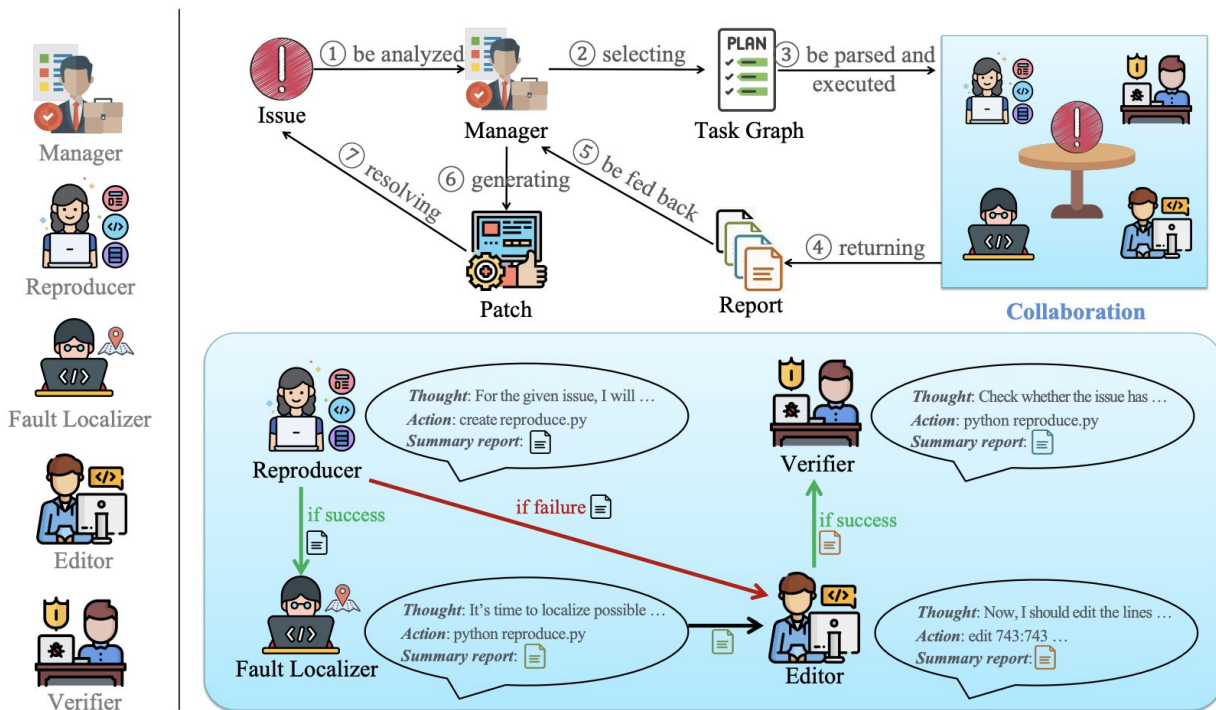 Manager
Reproducer
Fault Localizer
Editor
Verifier
① be analyzed
② selecting
③ be parsed and
executed
PLAN
Issue
Manager
Task Graph
⑦ resolving
⑥ generating
⑤ be fed back
④ returning
Patch
Report
Collaboration
Reproducer
Thought: For the given issue, I will …
Action: create reproduce.py
Summary report:
Verifier
Thought: Check whether the issue has …
Action: python reproduce.py
Summary report:
if success
if failure
if success
Fault Localizer
Thought: It’s time to localize possible …
Action: python reproduce.py
Summary report:
Editor
Thought: Now, I should edit the lines …
Action: edit 743:743 …
Summary report: